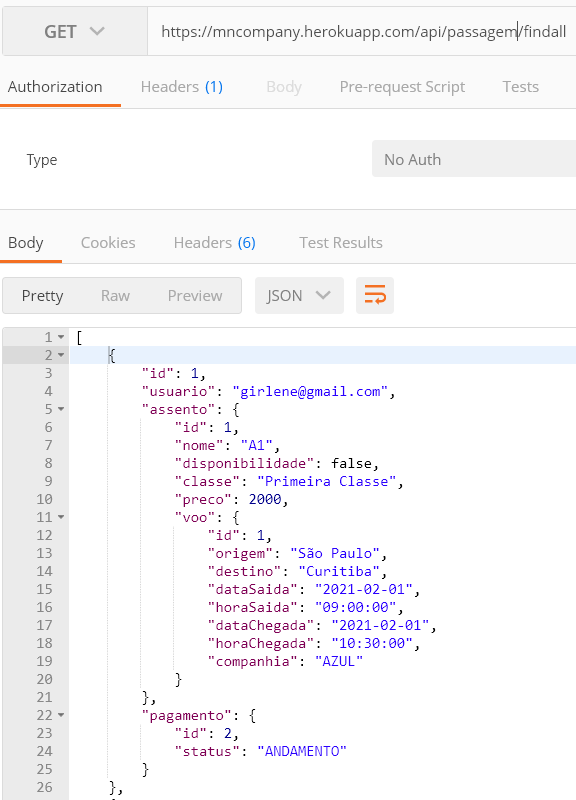 GET https://mncompany.herokuapp.com/api/passagem/findall
Authorization Headers (1) Body Pre-request Script Tests
Type No Auth
Body Cookies Headers (6) Test Results
Pretty Raw Preview JSON
1 [
2 {
3 "id": 1,
4 "usuario": "girlene@gmail.com",
5 "assento": {
6 "id": 1,
7 "nome": "A1",
8 "disponibilidade": false,
9 "classe": "Primeira Classe",
10 "preco": 2000,
11 "voo": {
12 "id": 1,
13 "origem": "São Paulo",
14 "destino": "Curitiba",
15 "dataSaida": "2021-02-01",
16 "horaSaida": "09:00:00",
17 "dataChegada": "2021-02-01",
18 "horaChegada": "10:30:00",
19 "companhia": "AZUL"
20 }
21 },
22 "pagamento": {
23 "id": 2,
24 "status": "ANDAMENTO"
25 }
26 },